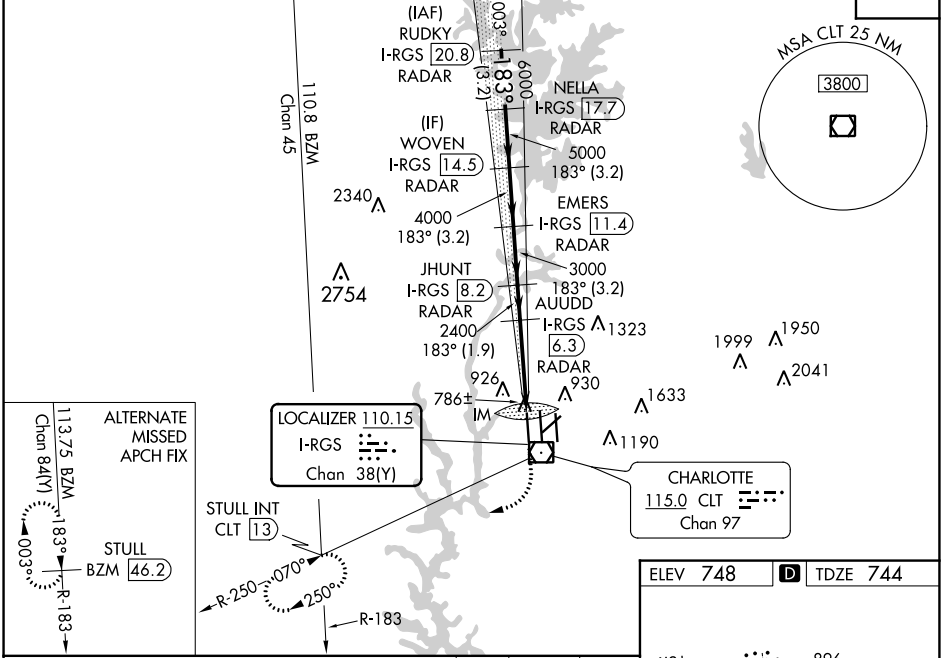 (IAF)
RUDKY
I-RGS 20.8
RADAR
(3.2)
003°
183°
6000
NELLA
I-RGS 17.7
RADAR
MSA CLT 25 NM
3800
110.8 BZM
Chan 45
(IF)
WOVEN
I-RGS 14.5
RADAR
5000
183° (3.2)
2340
4000
183° (3.2)
EMERS
I-RGS 11.4
RADAR
2754
JHUNT
I-RGS 8.2
RADAR
3000
183° (3.2)
2400
183° (1.9)
AUUDD
I-RGS
6.3
RADAR
1323
1999
1950
2041
926
930
786±
IM
1633
1190
LOCALIZER 110.15
I-RGS
Chan 38(Y)
CHARLOTTE
115.0 CLT
Chan 97
ALTERNATE
MISSED
APCH FIX
113.75 BZM
Chan 84(Y)
183°
003°
STULL
BZM 46.2
R-183
STULL INT
CLT 13
R-250
070°
250°
R-183
ELEV 748 D TDZE 744